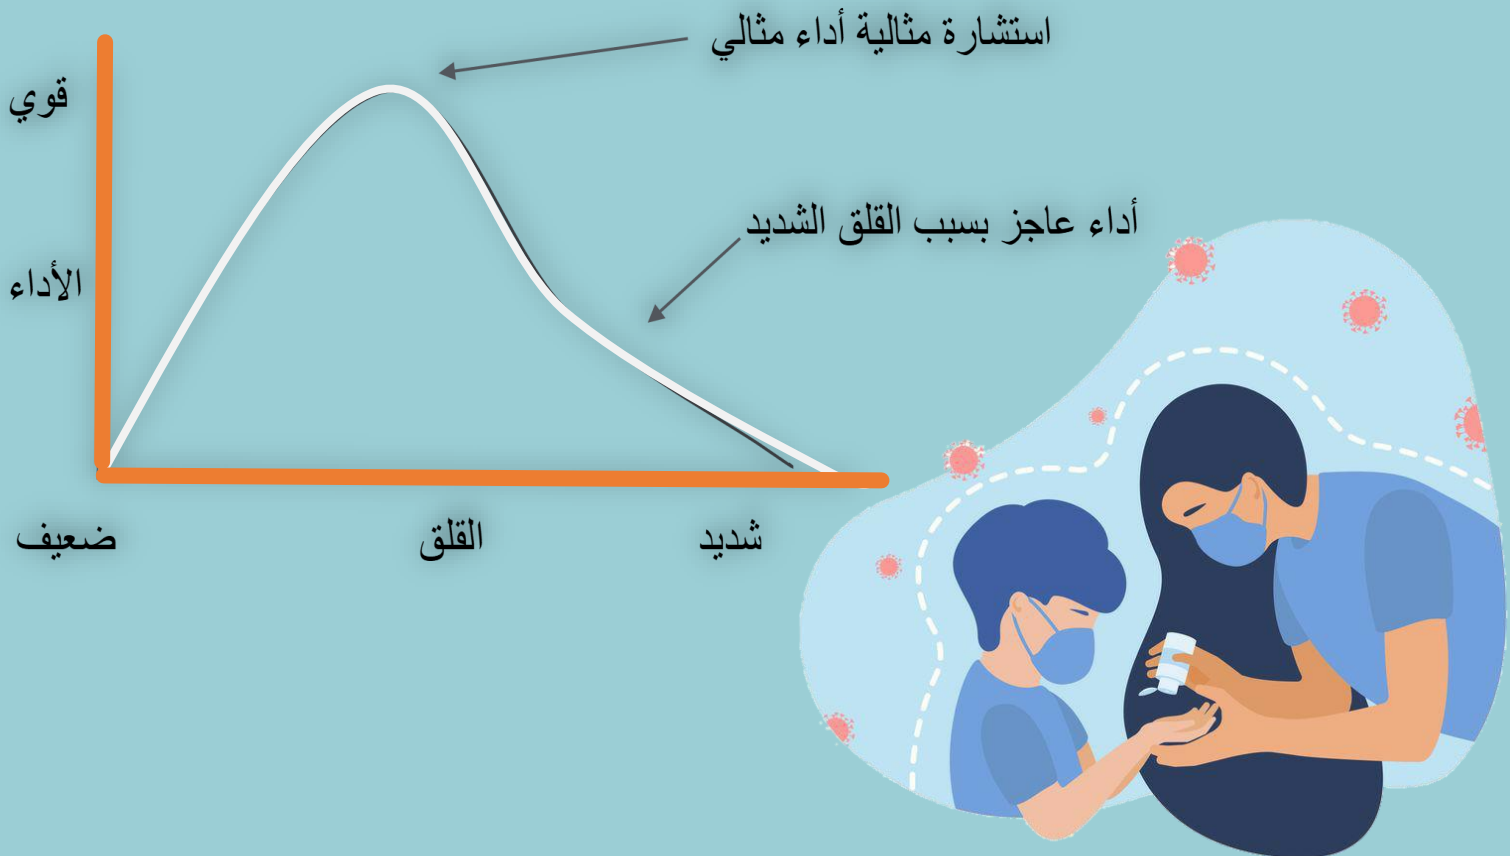 استشارة مثالية أداء مثالي
قوي
أداء عاجز بسبب القلق الشديد
الأداء
ضعيف
القلق
شديد